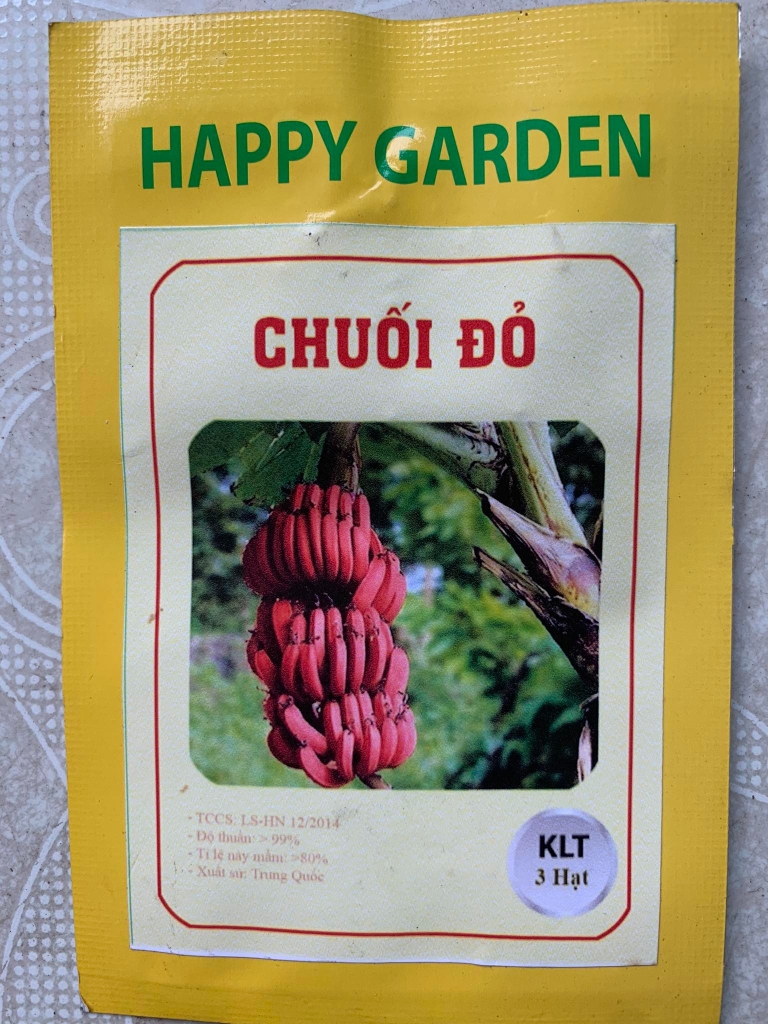 HAPPY GARDEN
CHUỐI ĐỎ
- TCCS: LS-HN 12/2014
- Độ thuần: > 99%
- Tỉ lệ nảy mầm: >80%
- Xuất sứ: Trung Quốc
KLT
3 Hạt